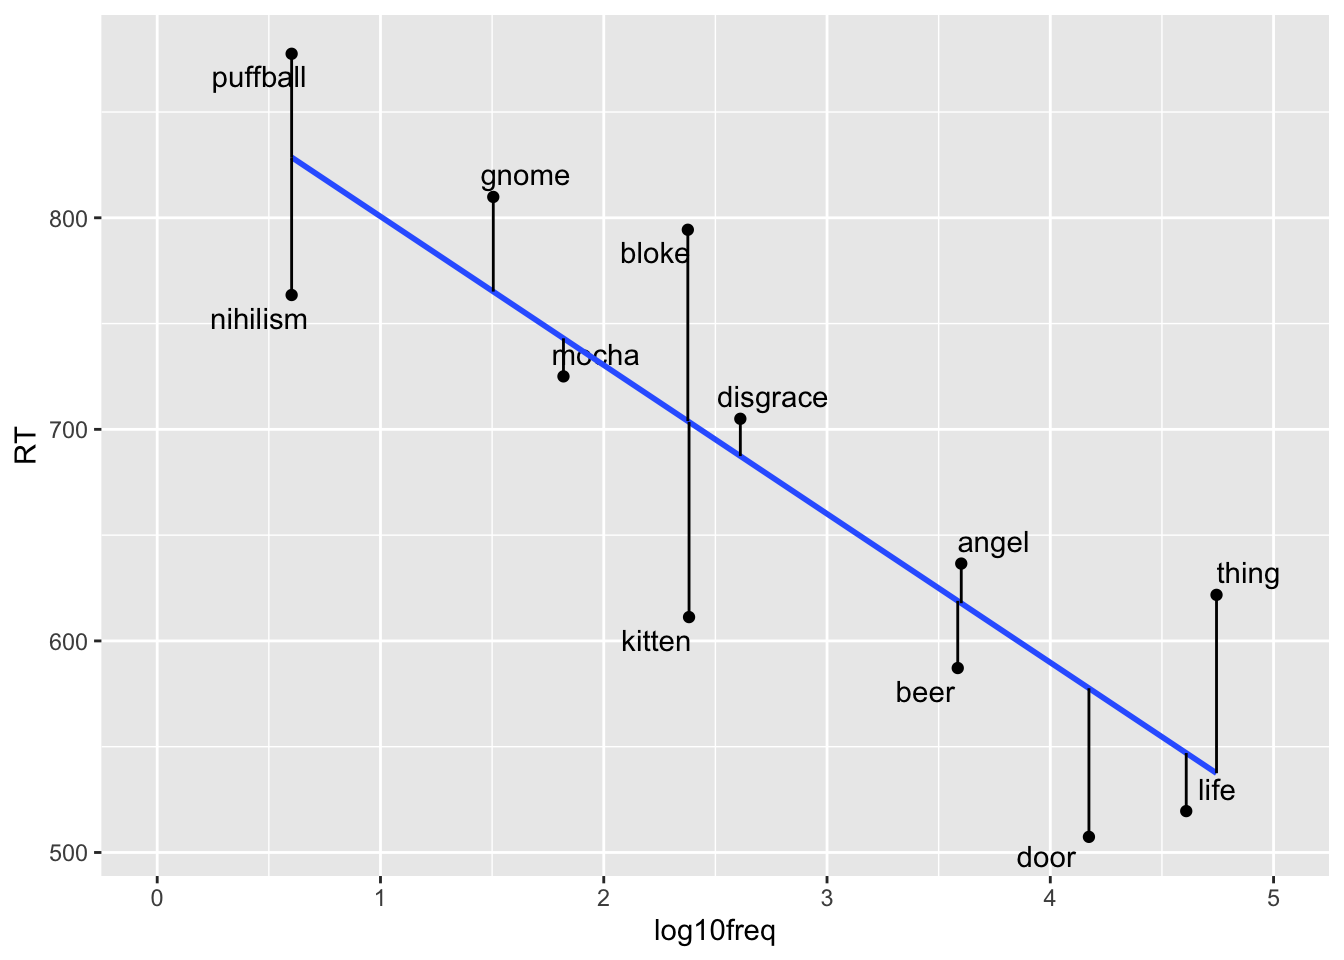 puffball
gnome
bloke
nihilism
mocha
disgrace
angel
thing
kitten
beer
life
door
800
700
600
500
RT
0 1 2 3 4 5
log10freq